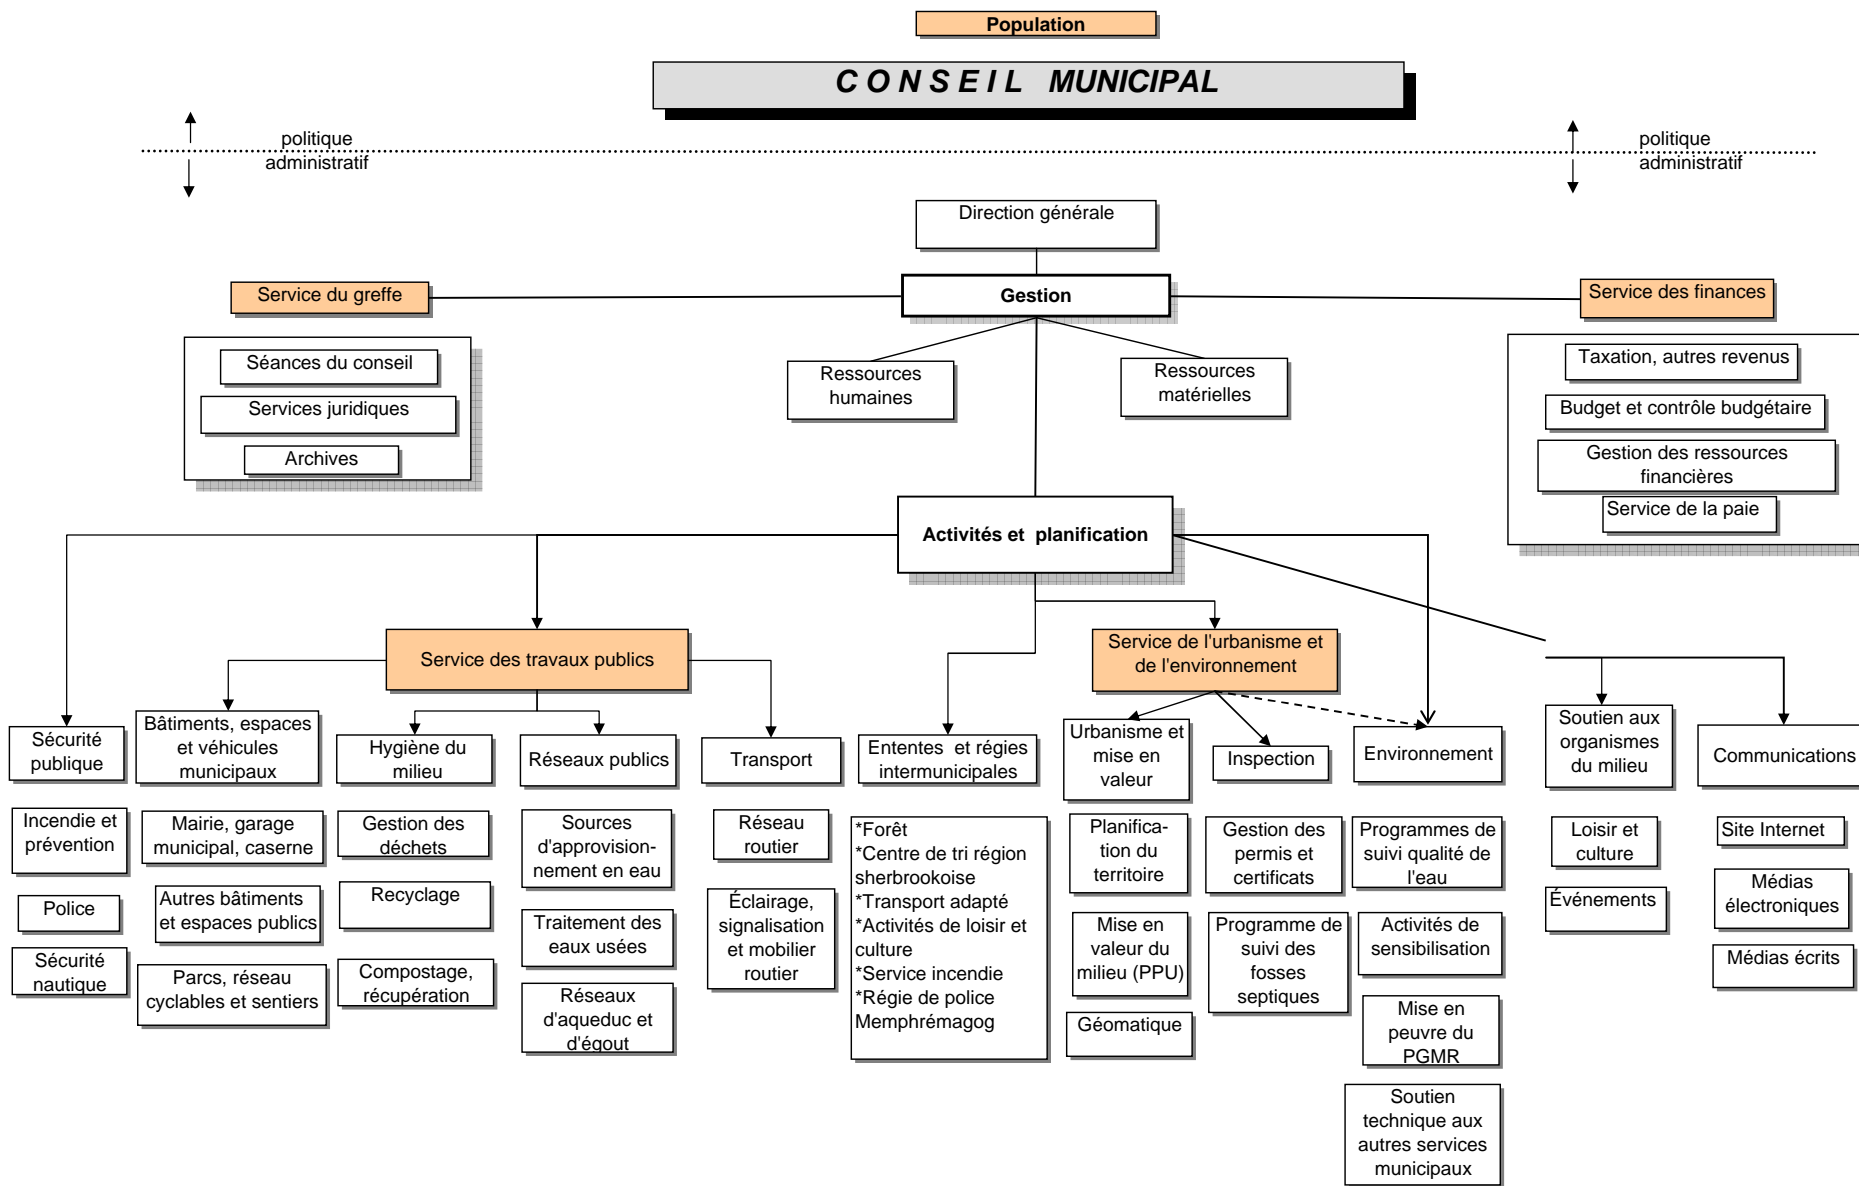 Population
C O N S E I L MUNICIPAL
politique
administratif
politique
administratif
Direction générale
Service du greffe
Gestion
Service des finances
Séances du conseil
Services juridiques
Archives
Ressources
humaines
Ressources
matérielles
Taxation, autres revenus
Budget et contrôle budgétaire
Gestion des ressources
financières
Service de la paie
Activités et planification
Service des travaux publics
Service de l'urbanisme et
de l'environnement
Sécurité
publique
Bâtiments, espaces
et véhicules
municipaux
Hygiène du
milieu
Réseaux publics
Transport
Ententes et régies
intermunicipales
Urbanisme et
mise en
valeur
Inspection
Environnement
Soutien aux
organismes
du milieu
Communications
Incendie et
prévention
Police
Sécurité
nautique
Mairie, garage
municipal, caserne
Autres bâtiments
et espaces publics
Parcs, réseau
cyclables et sentiers
Gestion des
déchets
Recyclage
Compostage,
récupération
Sources
d'approvision-
nement en eau
Traitement des
eaux usées
Réseaux
d'aqueduc et
d'égout
Réseau
routier
Éclairage,
signalisation
et mobilier
routier
*Forêt
*Centre de tri région
sherbrookoise
*Transport adapté
*Activités de loisir et
culture
*Service incendie
*Régie de police
Memphrémagog
Planifica-
tion du
territoire
Mise en
valeur du
milieu (PPU)
Géomatique
Gestion des
permis et
certificats
Programme de
suivi des
fosses
septiques
Programmes de
suivi qualité de
l'eau
Activités de
sensibilisation
Mise en
peuvre du
PGMR
Soutien
technique aux
autres services
municipaux
Loisir et
culture
Événements
Site Internet
Médias
électroniques
Médias écrits